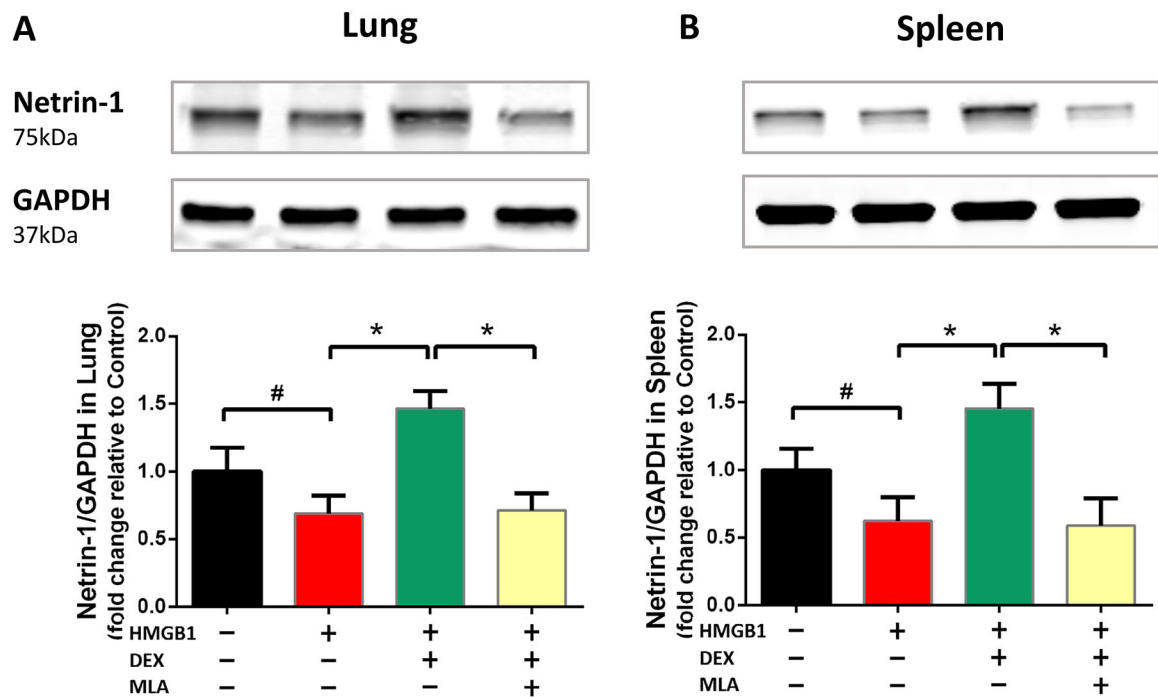 A
Lung
Netrin-1
75kDa
GAPDH
37kDa
Netrin-1/GAPDH in Lung
(fold change relative to Control)
2.0
1.5
1.0
0.5
0.0
#
*
*
HMGB1 − + + +
DEX − − + +
MLA − − − +
B
Spleen
Netrin-1/GAPDH in Spleen
(fold change relative to Control)
2.0
1.5
1.0
0.5
0.0
#
*
*
HMGB1 − + + +
DEX − − + +
MLA − − − +